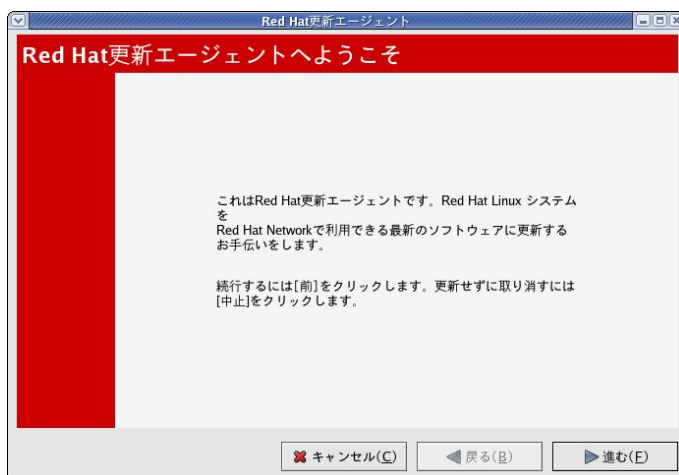 Red Hat更新エージェント
Red Hat更新エージェントへようこそ
これはRed Hat更新エージェントです。Red Hat Linux システム
を
Red Hat Networkで利用できる最新のソフトウェアに更新する
お手伝いをします。
続行するには[前]をクリックします。更新せずに取り消すには
[中止]をクリックします。
キャンセル(C) 戻る(B) 進む(F)